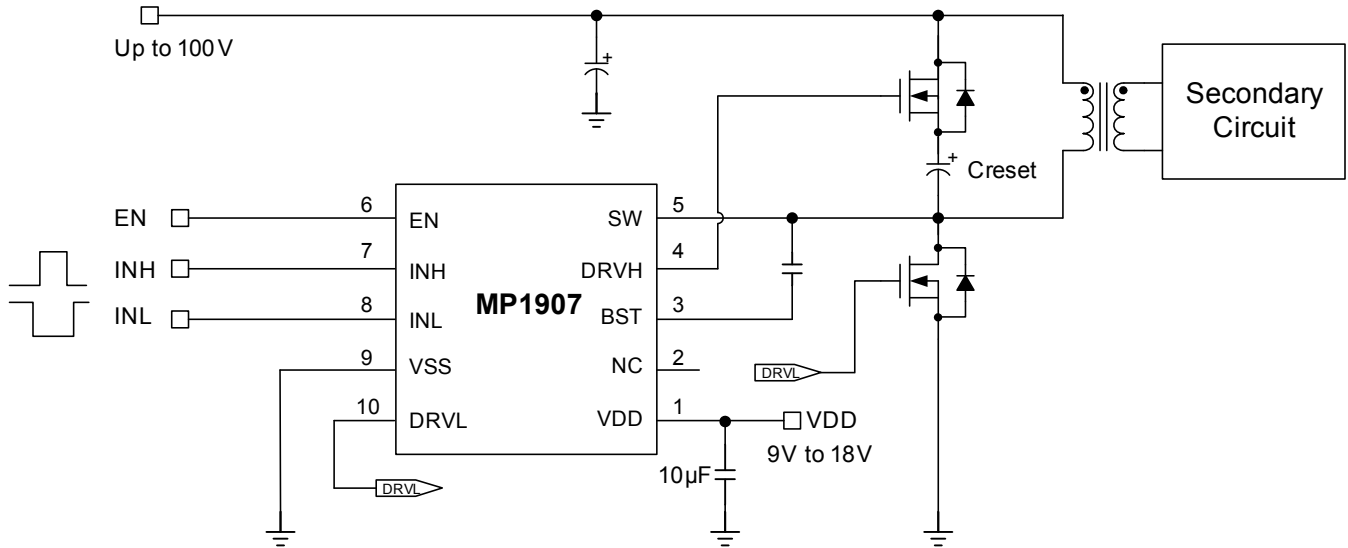 Up to 100V
+
+
Creset
Secondary
Circuit
EN
6
EN
SW
5
INH
7
INH
DRVH
4
MP1907
INL
8
INL
BST
3
9
VSS
NC
2
DRVL
10
DRVL
VDD
1
VDD
9V to 18V
10µF
DRVL